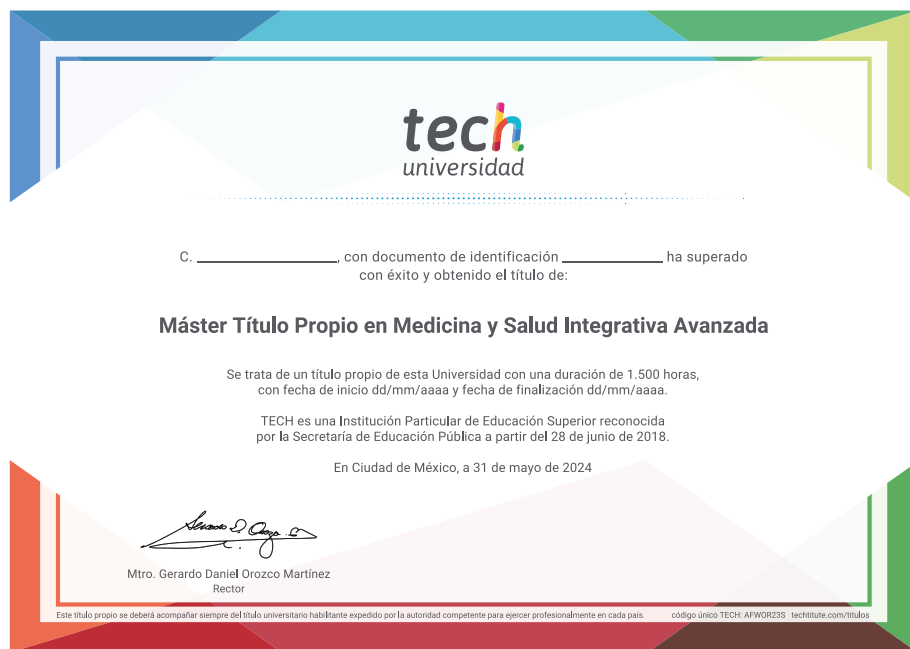 tech
universidad
C. __________________, con documento de identificación _____________ ha superado
con éxito y obtenido el título de:
Máster Título Propio en Medicina y Salud Integrativa Avanzada
Se trata de un título propio de esta Universidad con una duración de 1.500 horas,
con fecha de inicio dd/mm/aaaa y fecha de finalización dd/mm/aaaa.
TECH es una Institución Particular de Educación Superior reconocida
por la Secretaría de Educación Pública a partir del 28 de junio de 2018.
En Ciudad de México, a 31 de mayo de 2024
Mtro. Gerardo Daniel Orozco Martínez
Rector
Este título propio se deberá acompañar siempre del título universitario habilitante expedido por la autoridad competente para ejercer profesionalmente en cada país. código único TECH: AFWOR23S techtitute.com/titulos